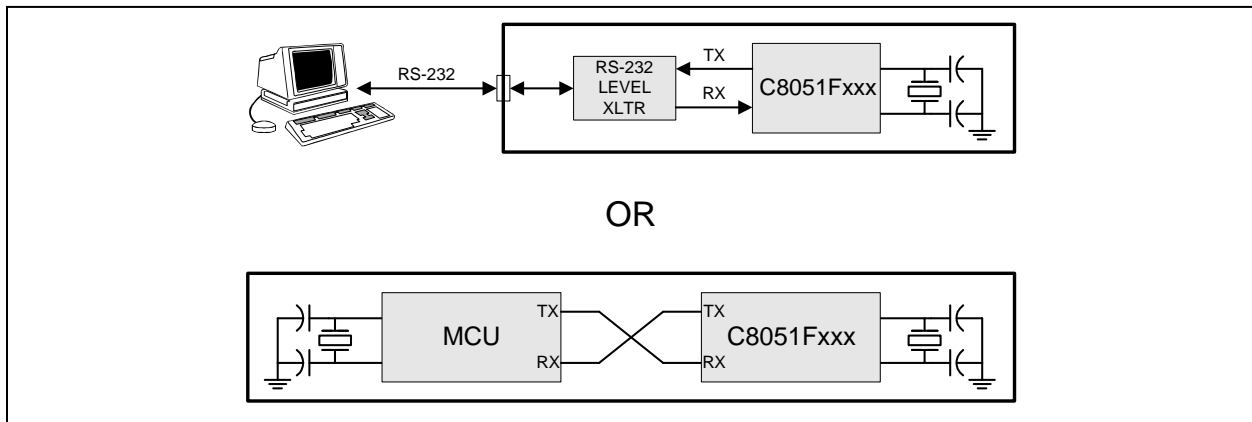 RS-232
RS-232
LEVEL
XLTR
TX
RX
C8051Fxxx
OR
MCU
TX
RX
TX
RX
C8051Fxxx